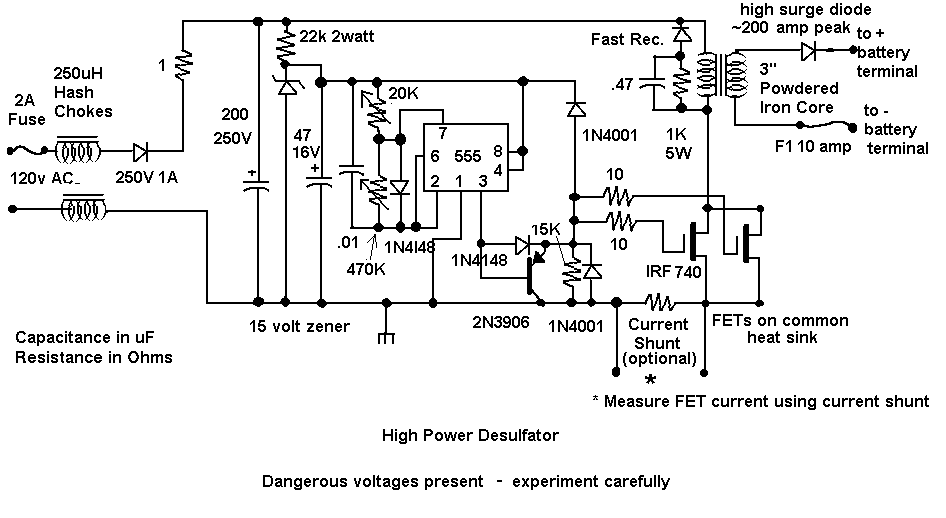 high surge diode
~200 amp peak
to +
battery
terminal
22k 2watt
Fast Rec.
1
250uH
Hash
Chokes
2A
Fuse
20K
.47
3"
Powdered
Iron Core
200
250V
+
47
16V
+
7
6
555
8
4
2
1
3
1N4001
1K
5W
to -
battery
terminal
F1 10 amp
120v AC
250V 1A
10
10
.01
1N4148
470K
1N4148
15K
IRF 740
15 volt zener
2N3906
1N4001
Current
Shunt
(optional)
*
FETs on common
heat sink
Capacitance in uF
Resistance in Ohms
* Measure FET current using current shunt
High Power Desulfator
Dangerous voltages present - experiment carefully